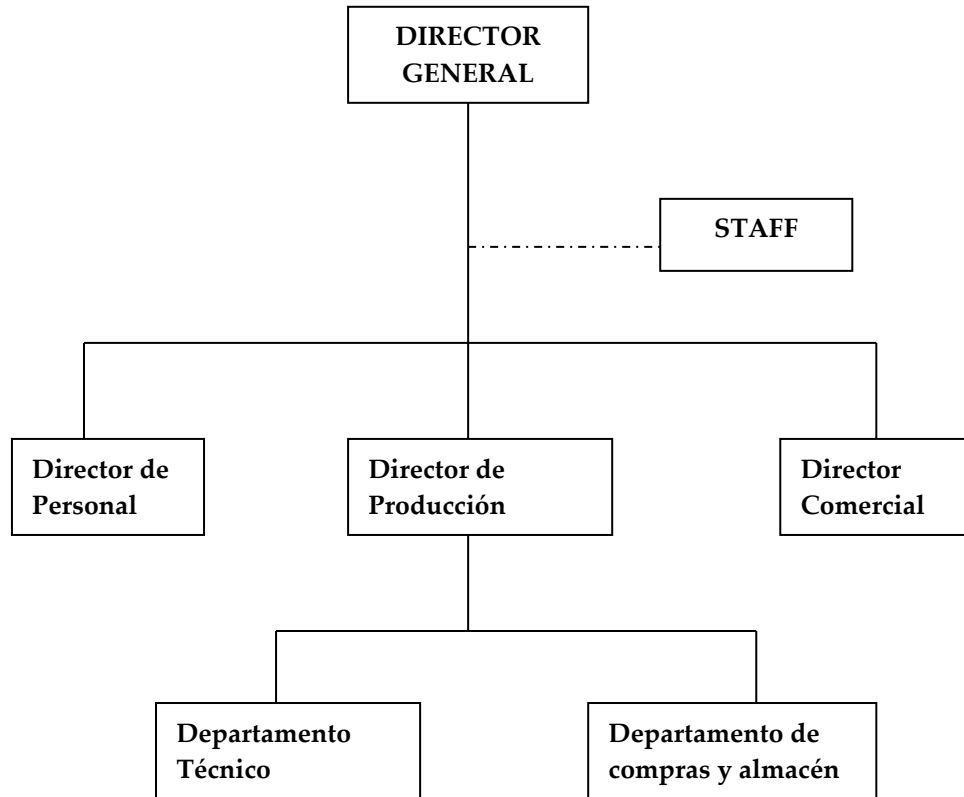 DIRECTOR
GENERAL
STAFF
Director de
Personal
Director de
Producción
Director
Comercial
Departamento
Técnico
Departamento de
compras y almacén